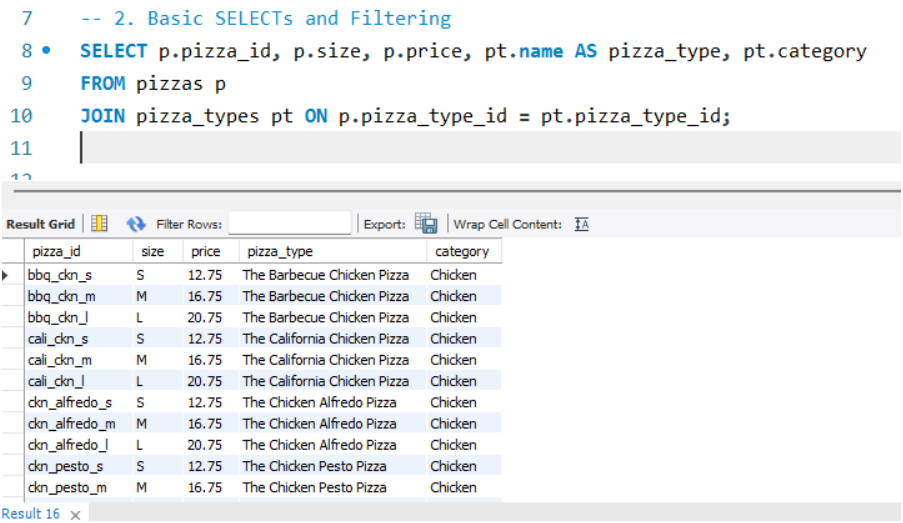 7 -- 2. Basic SELECTs and Filtering
8 SELECT p.pizza_id, p.size, p.price, pt.name AS pizza_type, pt.category
9 FROM pizzas p
10 JOIN pizza_types pt ON p.pizza_type_id = pt.pizza_type_id;
11
12
Result Grid Filter Rows: Export: Wrap Cell Content: IA
pizza_id size price pizza_type category
bbq_ckn_s S 12.75 The Barbecue Chicken Pizza Chicken
bbq_ckn_m M 16.75 The Barbecue Chicken Pizza Chicken
bbq_ckn_l L 20.75 The Barbecue Chicken Pizza Chicken
cali_ckn_s S 12.75 The California Chicken Pizza Chicken
cali_ckn_m M 16.75 The California Chicken Pizza Chicken
cali_ckn_l L 20.75 The California Chicken Pizza Chicken
ckn_alfredo_s S 12.75 The Chicken Alfredo Pizza Chicken
ckn_alfredo_m M 16.75 The Chicken Alfredo Pizza Chicken
ckn_alfredo_l L 20.75 The Chicken Alfredo Pizza Chicken
ckn_pesto_s S 12.75 The Chicken Pesto Pizza Chicken
ckn_pesto_m M 16.75 The Chicken Pesto Pizza Chicken
Result 16